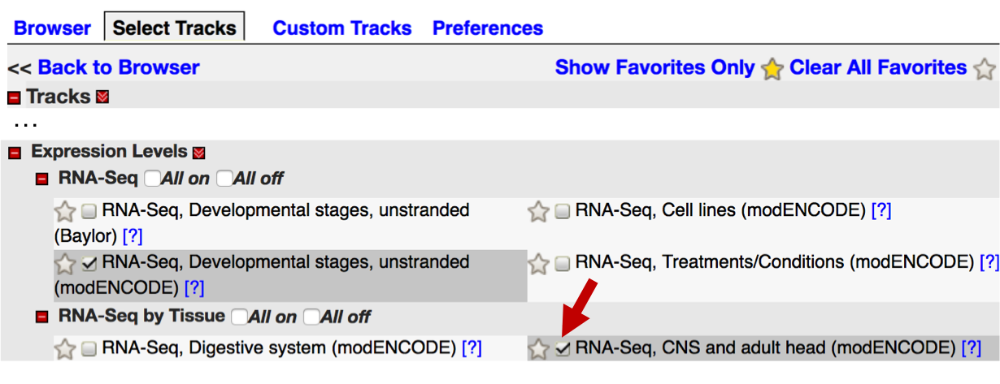 Browser Select Tracks Custom Tracks Preferences
<< Back to Browser Show Favorites Only Clear All Favorites
Tracks
...
Expression Levels
RNA-Seq All on All off
RNA-Seq, Developmental stages, unstranded (Baylor) [?]
RNA-Seq, Cell lines (modENCODE) [?]
RNA-Seq, Developmental stages, unstranded (modENCODE) [?]
RNA-Seq, Treatments/Conditions (modENCODE) [?]
RNA-Seq by Tissue All on All off
RNA-Seq, Digestive system (modENCODE) [?]
RNA-Seq, CNS and adult head (modENCODE) [?]